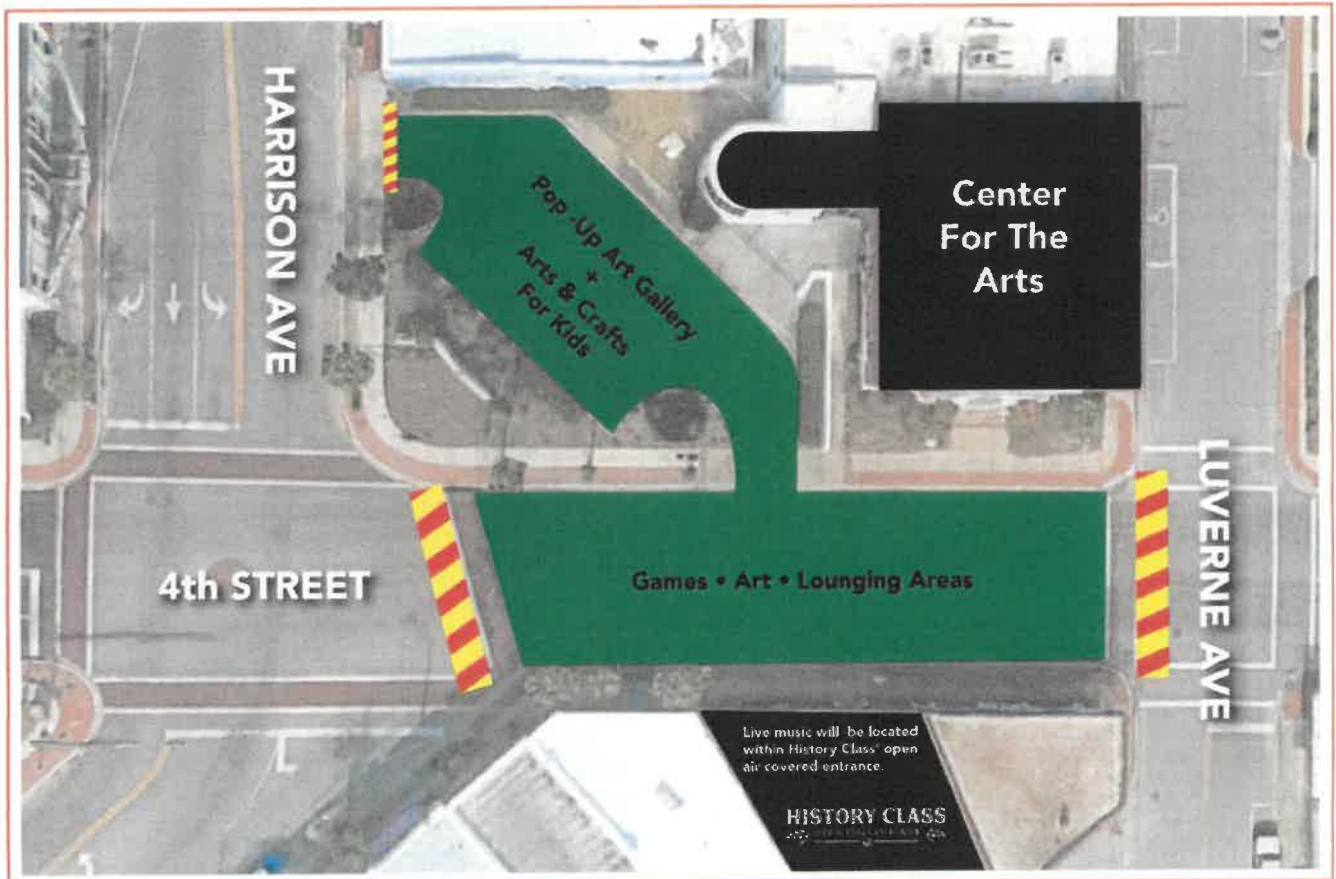 HARRISON AVE
Pop-Up Art Gallery
+
Arts & Crafts
For Kids
Center
For The
Arts
4th STREET
Games • Art • Lounging Areas
LUVERNE AVE
Live music will be located
within History Class' open
air covered entrance.
HISTORY CLASS